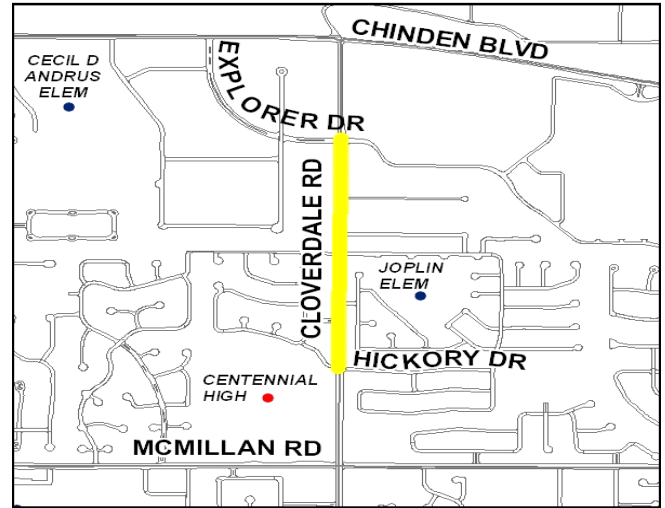 CHINDEN BLVD
CECIL D
ANDRUS
ELEM
EXPLORER DR
CLOVERDALE RD
JOPLIN
ELEM
HICKORY DR
CENTENNIAL
HIGH
MCMILLAN RD